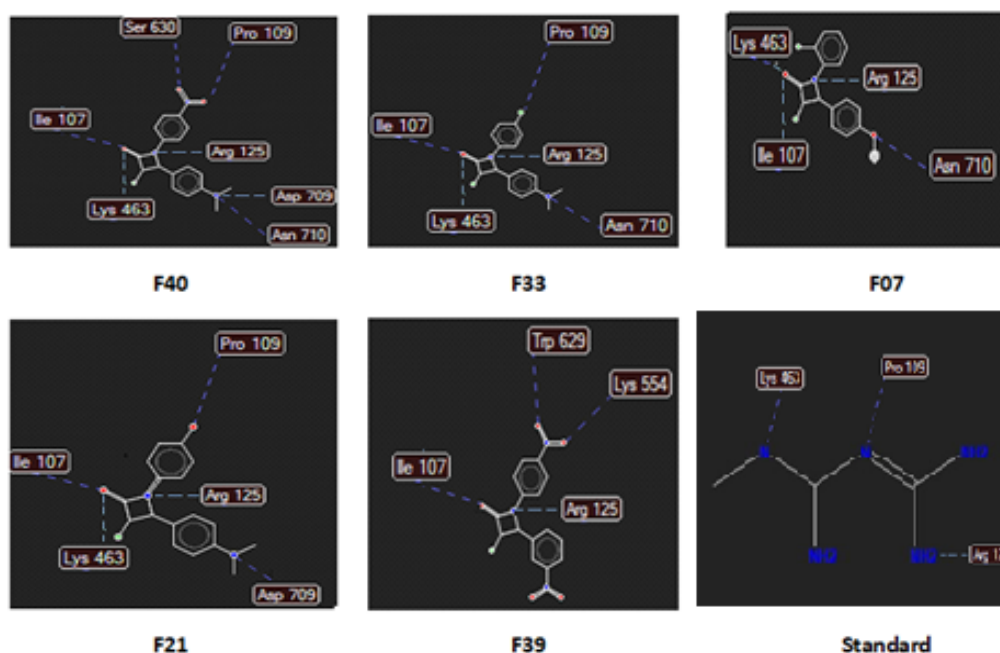 Ser 630
Pro 109
Ile 107
Arg 125
Lys 463
Asp 709
Asn 710
F40
Pro 109
Ile 107
Arg 125
Lys 463
Asn 710
F33
Lys 463
Arg 125
Ile 107
Asn 710
F07
Pro 109
Ile 107
Arg 125
Lys 463
Asp 709
F21
Trp 629
Lys 554
Ile 107
Arg 125
F39
Lys 463
Pro 109
N
N
Arg
Standard